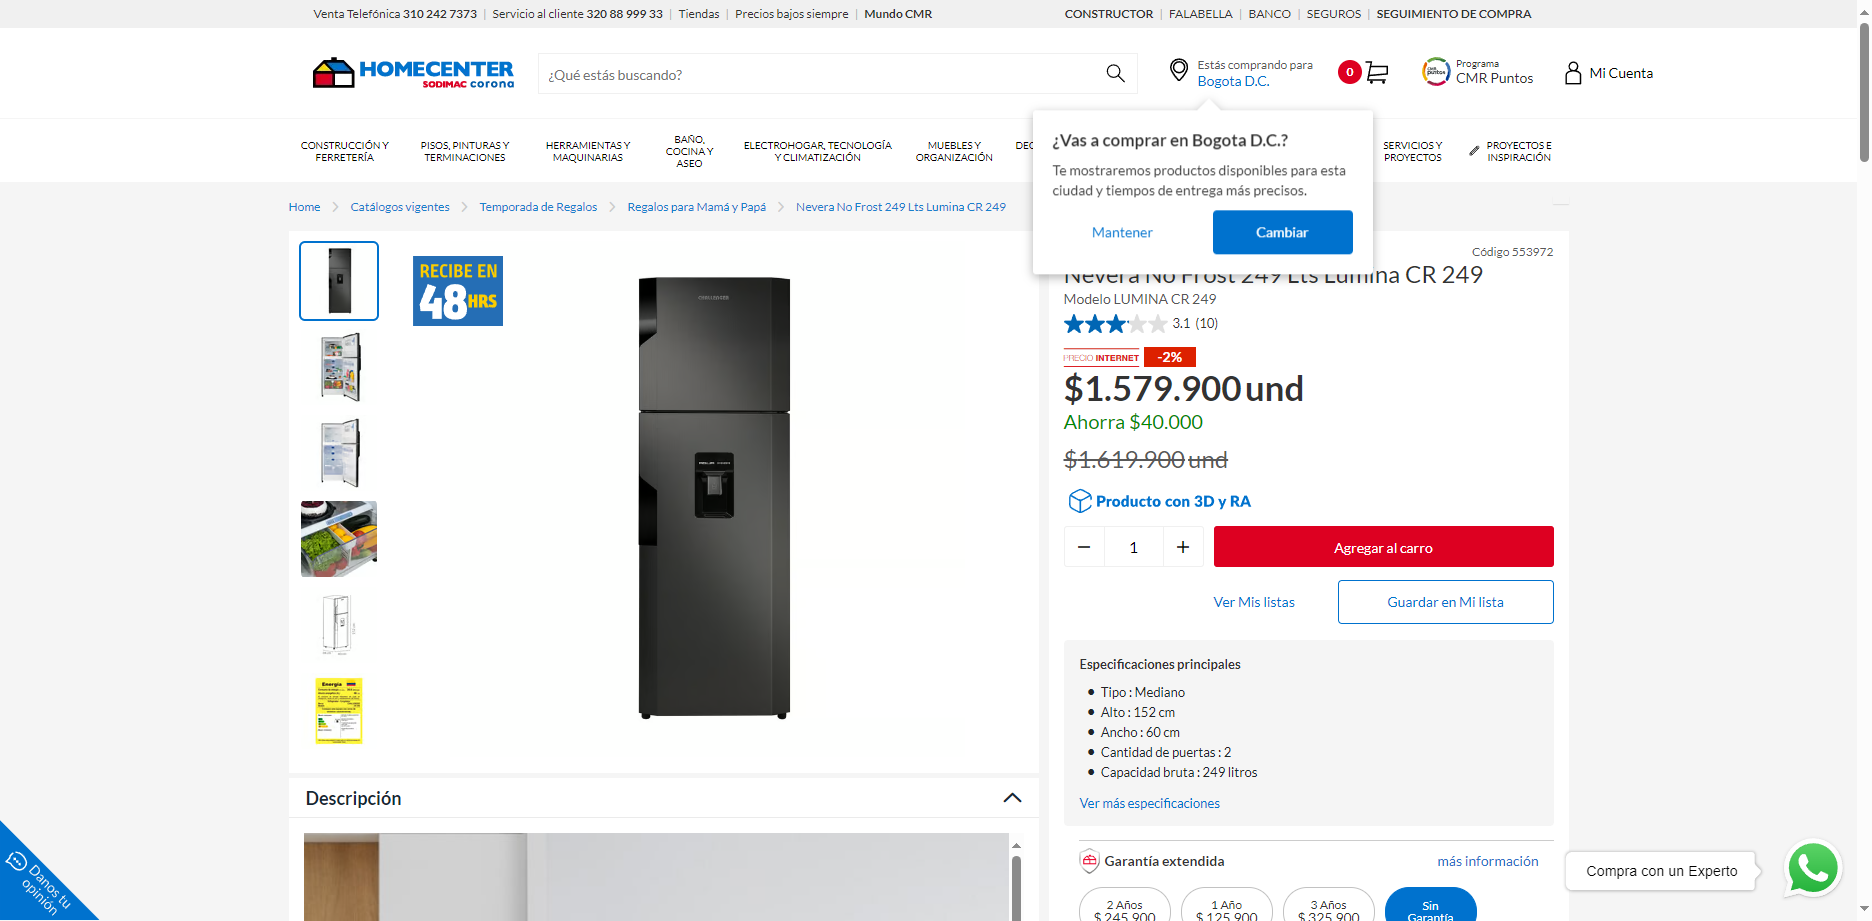 Venta Telefónica 310 242 7373 | Servicio al cliente 320 88 999 33 | Tiendas | Precios bajos siempre | Mundo CMR
CONSTRUCTOR | FALABELLA | BANCO | SEGUROS | SEGUIMIENTO DE COMPRA
HOMECENTER
SODIMAC corona
¿Qué estás buscando?
Estás comprando para
Bogota D.C.
0
Programa
CMR Puntos
Mi Cuenta
CONSTRUCCIÓN Y
FERRETERÍA
PISOS, PINTURAS Y
TERMINACIONES
HERRAMIENTAS Y
MAQUINARIAS
BAÑO,
COCINA Y
ASEO
ELECTROHOGAR, TECNOLOGÍA
Y CLIMATIZACIÓN
MUEBLES Y
ORGANIZACIÓN
SERVICIOS Y
PROYECTOS
PROYECTOS E
INSPIRACIÓN
¿Vas a comprar en Bogota D.C.?
Te mostraremos productos disponibles para esta
ciudad y tiempos de entrega más precisos.
Mantener
Cambiar
Home
Catálogos vigentes
Temporada de Regalos
Regalos para Mamá y Papá
Nevera No Frost 249 Lts Lumina CR 249
RECIBE EN
48HRS
CHALLENGER
Código 553972
Nevera No Frost 249 Lts Lumina CR 249
Modelo LUMINA CR 249
3.1 (10)
PRECIO INTERNET
-2%
$1.579.900 und
Ahorra $40.000
$1.619.900 und
Producto con 3D y RA
1
Agregar al carro
Ver Mis listas
Guardar en Mi lista
Especificaciones principales
Tipo : Mediano
Alto : 152 cm
Ancho : 60 cm
Cantidad de puertas : 2
Capacidad bruta : 249 litros
Ver más especificaciones
Energía
Descripción
Garantía extendida
más información
2 Años
$ 245.900
1 Año
$ 125.900
3 Años
$ 325.900
Sin
Garantía
Compra con un Experto
Danos tu
opinión